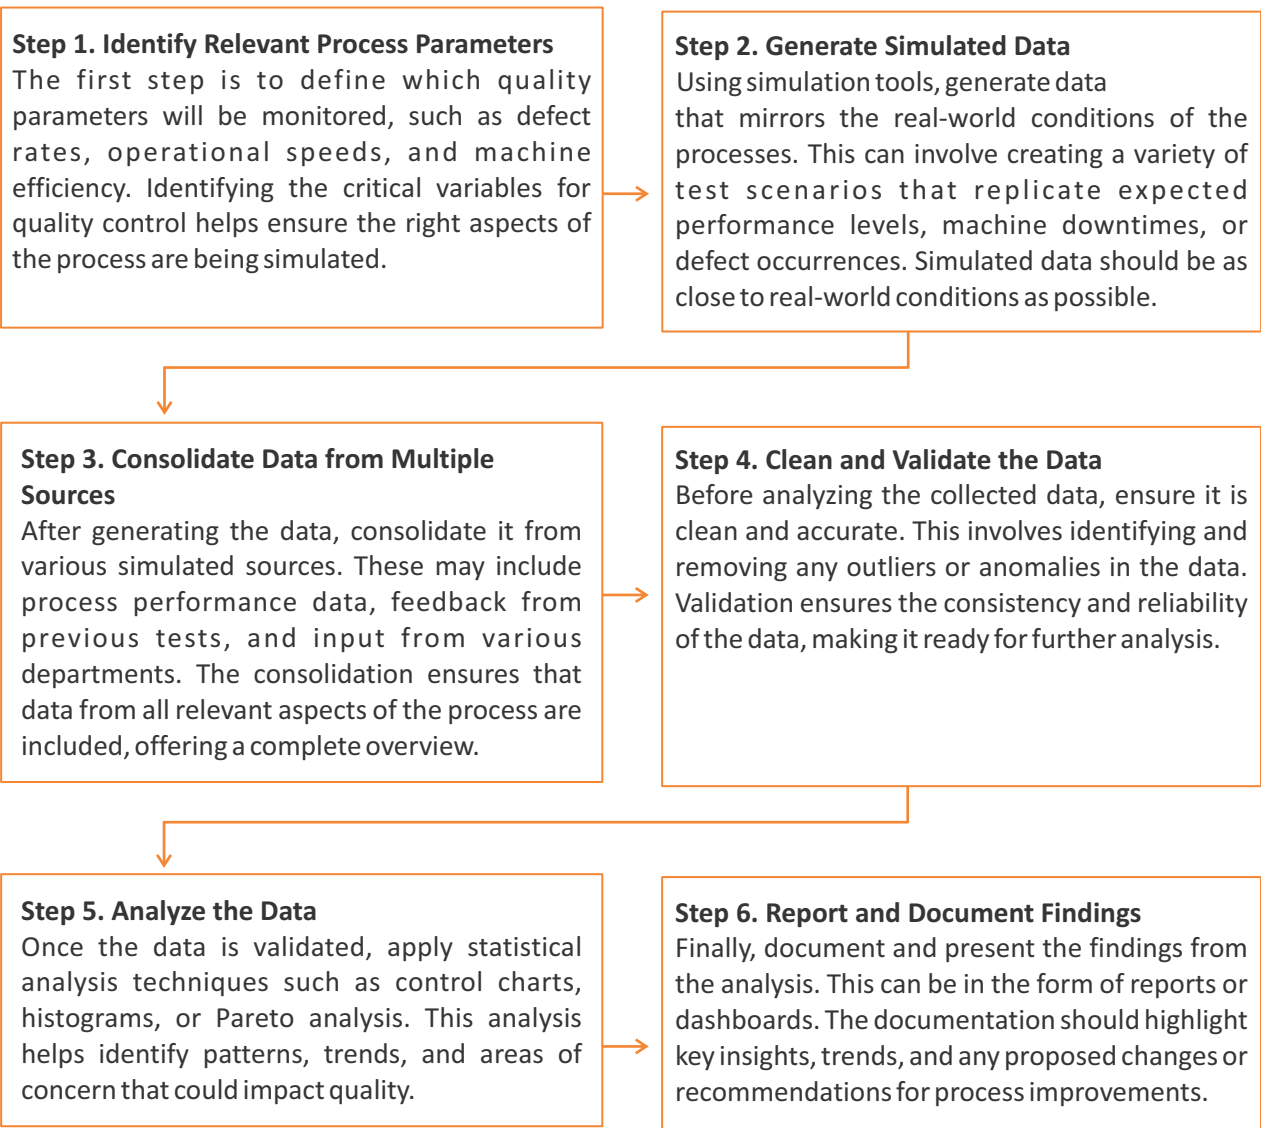 Step 1. Identify Relevant Process Parameters
The first step is to define which quality
parameters will be monitored, such as defect
rates, operational speeds, and machine
efficiency. Identifying the critical variables for
quality control helps ensure the right aspects of
the process are being simulated.
Step 2. Generate Simulated Data
Using simulation tools, generate data
that mirrors the real-world conditions of the
processes. This can involve creating a variety of
test scenarios that replicate expected
performance levels, machine downtimes, or
defect occurrences. Simulated data should be as
close to real-world conditions as possible.
Step 3. Consolidate Data from Multiple
Sources
After generating the data, consolidate it from
various simulated sources. These may include
process performance data, feedback from
previous tests, and input from various
departments. The consolidation ensures that
data from all relevant aspects of the process are
included, offering a complete overview.
Step 4. Clean and Validate the Data
Before analyzing the collected data, ensure it is
clean and accurate. This involves identifying and
removing any outliers or anomalies in the data.
Validation ensures the consistency and reliability
of the data, making it ready for further analysis.
Step 5. Analyze the Data
Once the data is validated, apply statistical
analysis techniques such as control charts,
histograms, or Pareto analysis. This analysis
helps identify patterns, trends, and areas of
concern that could impact quality.
Step 6. Report and Document Findings
Finally, document and present the findings from
the analysis. This can be in the form of reports or
dashboards. The documentation should highlight
key insights, trends, and any proposed changes or
recommendations for process improvements.